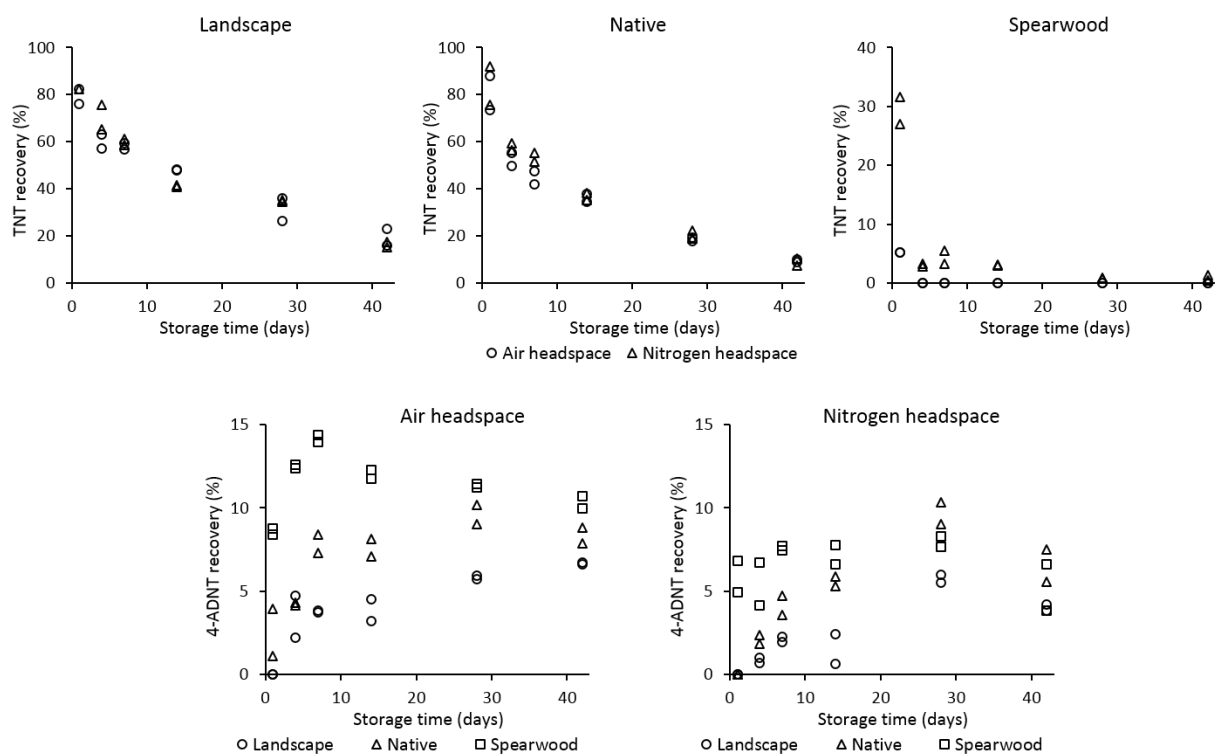 Landscape
Native
Spearwood
TNT recovery (%)
100
80
60
40
20
0
0 10 20 30 40
Storage time (days)
TNT recovery (%)
100
80
60
40
20
0
0 10 20 30 40
Storage time (days)
TNT recovery (%)
40
30
20
10
0
0 10 20 30 40
Storage time (days)
Air headspace Nitrogen headspace
Air headspace
Nitrogen headspace
4-ADNT recovery (%)
15
10
5
0
0 10 20 30 40
Storage time (days)
Landscape Native Spearwood
4-ADNT recovery (%)
15
10
5
0
0 10 20 30 40
Storage time (days)
Landscape Native Spearwood